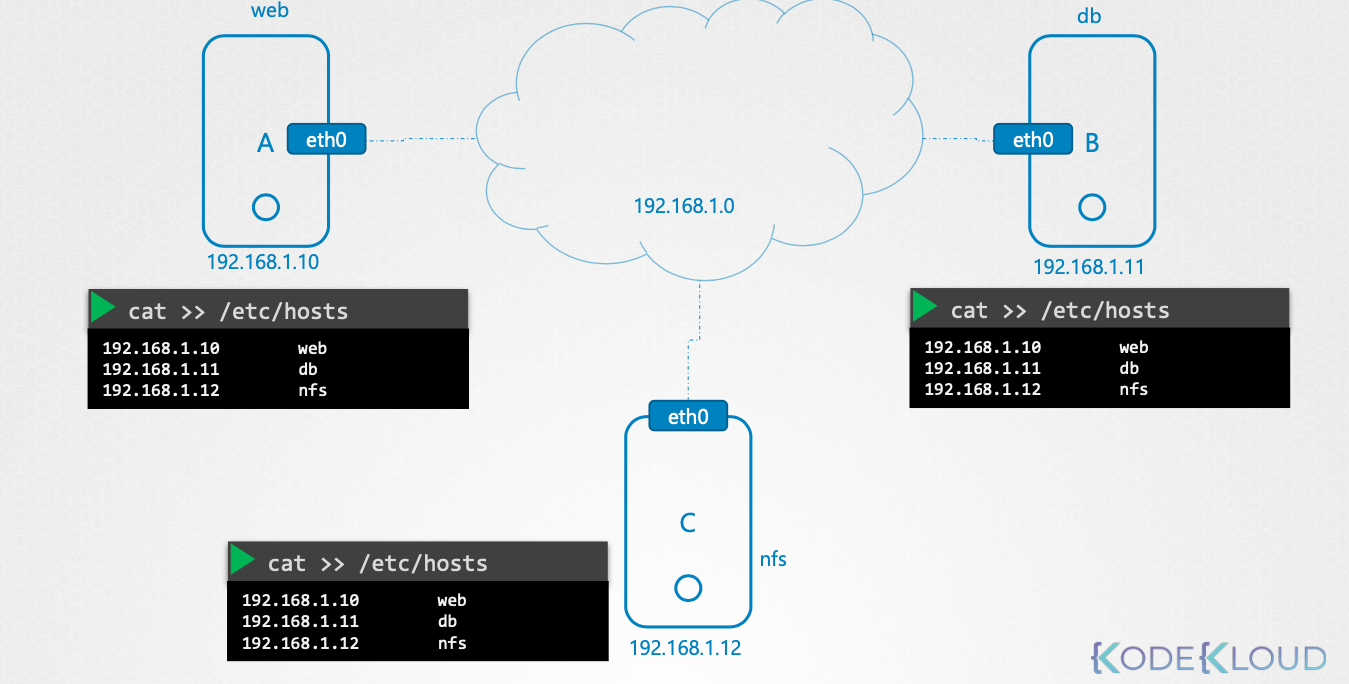 web
db
A
eth0
eth0
B
192.168.1.0
192.168.1.10
192.168.1.11
cat >> /etc/hosts
192.168.1.10 web
192.168.1.11 db
192.168.1.12 nfs
cat >> /etc/hosts
192.168.1.10 web
192.168.1.11 db
192.168.1.12 nfs
eth0
C
nfs
192.168.1.12
cat >> /etc/hosts
192.168.1.10 web
192.168.1.11 db
192.168.1.12 nfs
KODEKLOUD